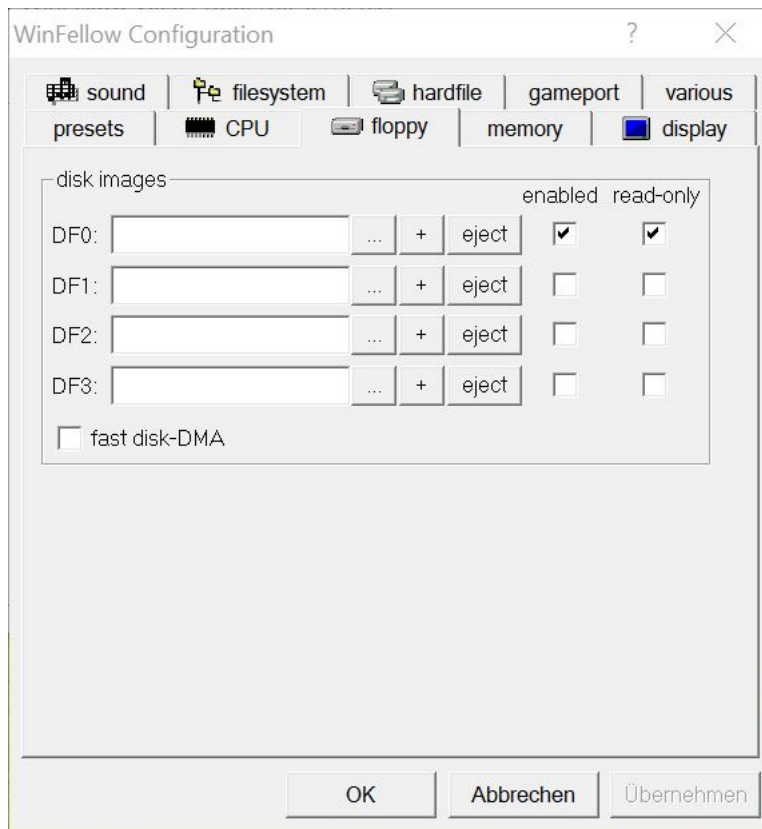 WinFellow Configuration ?
sound filesystem hardfile gameport various
presets CPU floppy memory display
disk images
enabled read-only
DF0: ... + eject
DF1: ... + eject
DF2: ... + eject
DF3: ... + eject
fast disk-DMA
OK Abbrechen Übernehmen